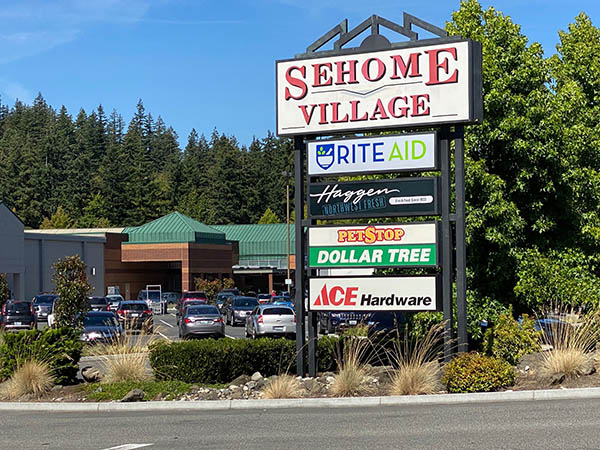 SEHOME
VILLAGE
RITE AID
Haggen
NORTHWEST FRESH
PETSTOP
DOLLAR TREE
ACE Hardware